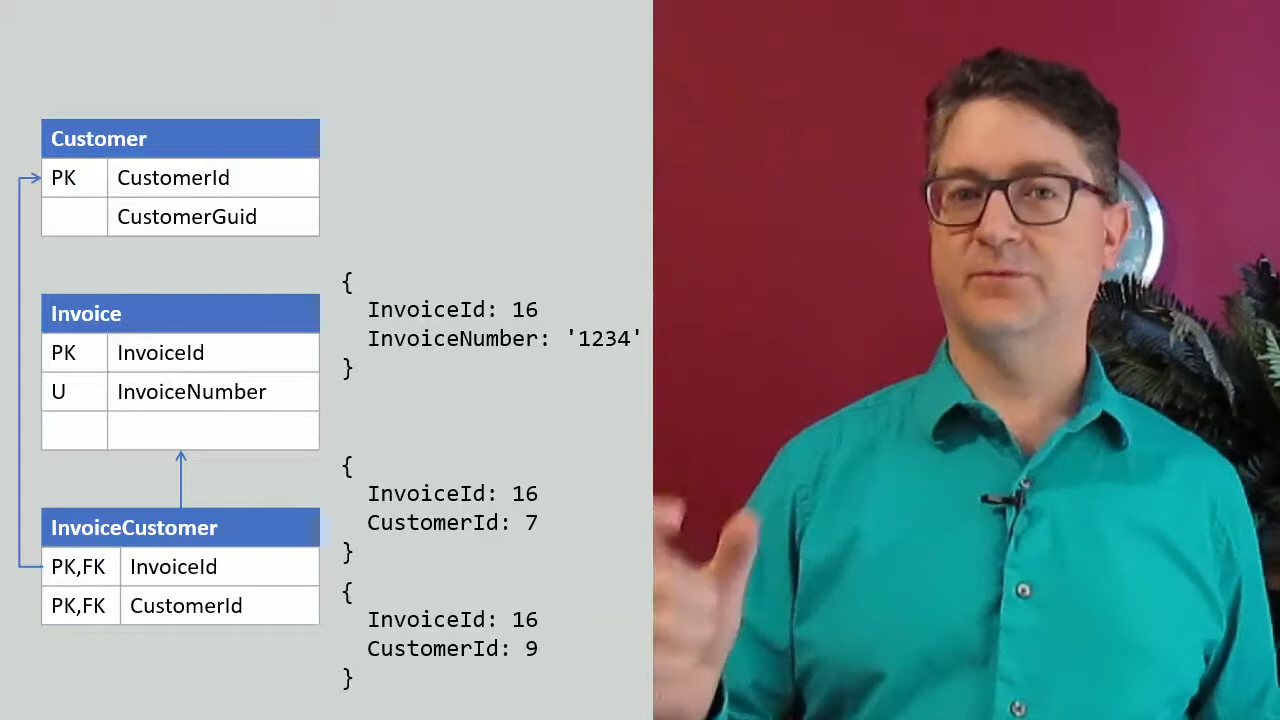 Customer
PK CustomerId
CustomerGuid
Invoice
PK InvoiceId
U InvoiceNumber
{
InvoiceId: 16
InvoiceNumber: '1234'
}
InvoiceCustomer
PK,FK InvoiceId
PK,FK CustomerId
{
InvoiceId: 16
CustomerId: 7
}
{
InvoiceId: 16
CustomerId: 9
}